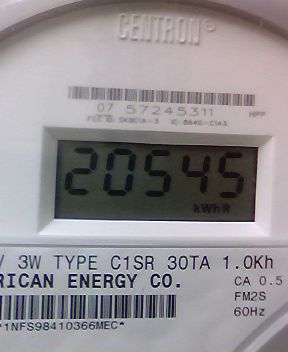 CENTRON®
07 57245311
20545
kWh R
V 3W TYPE C1SR 30TA 1.0Kh
RICAN ENERGY CO. CA 0.5
FM2S
*1NFS98410366MEC* 60Hz